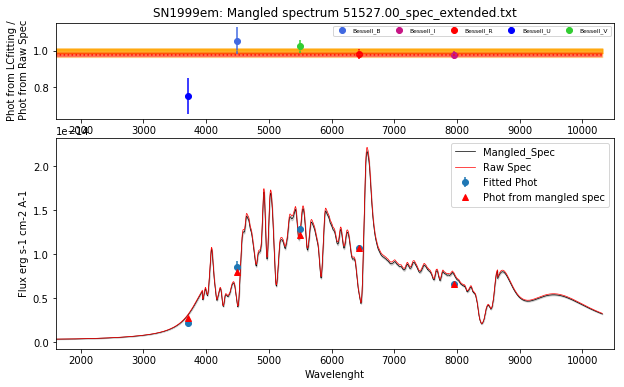 SN1999em: Mangled spectrum 51527.00_spec_extended.txt
Phot from LCfitting /
Phot from Raw Spec
1.0
0.8
Bessell_B
Bessell_I
Bessell_R
Bessell_U
Bessell_V
2000 3000 4000 5000 6000 7000 8000 9000 10000
1e−14
Flux erg s-1 cm-2 A-1
2.0
1.5
1.0
0.5
0.0
Mangled_Spec
Raw Spec
Fitted Phot
Phot from mangled spec
2000 3000 4000 5000 6000 7000 8000 9000 10000
Wavelenght